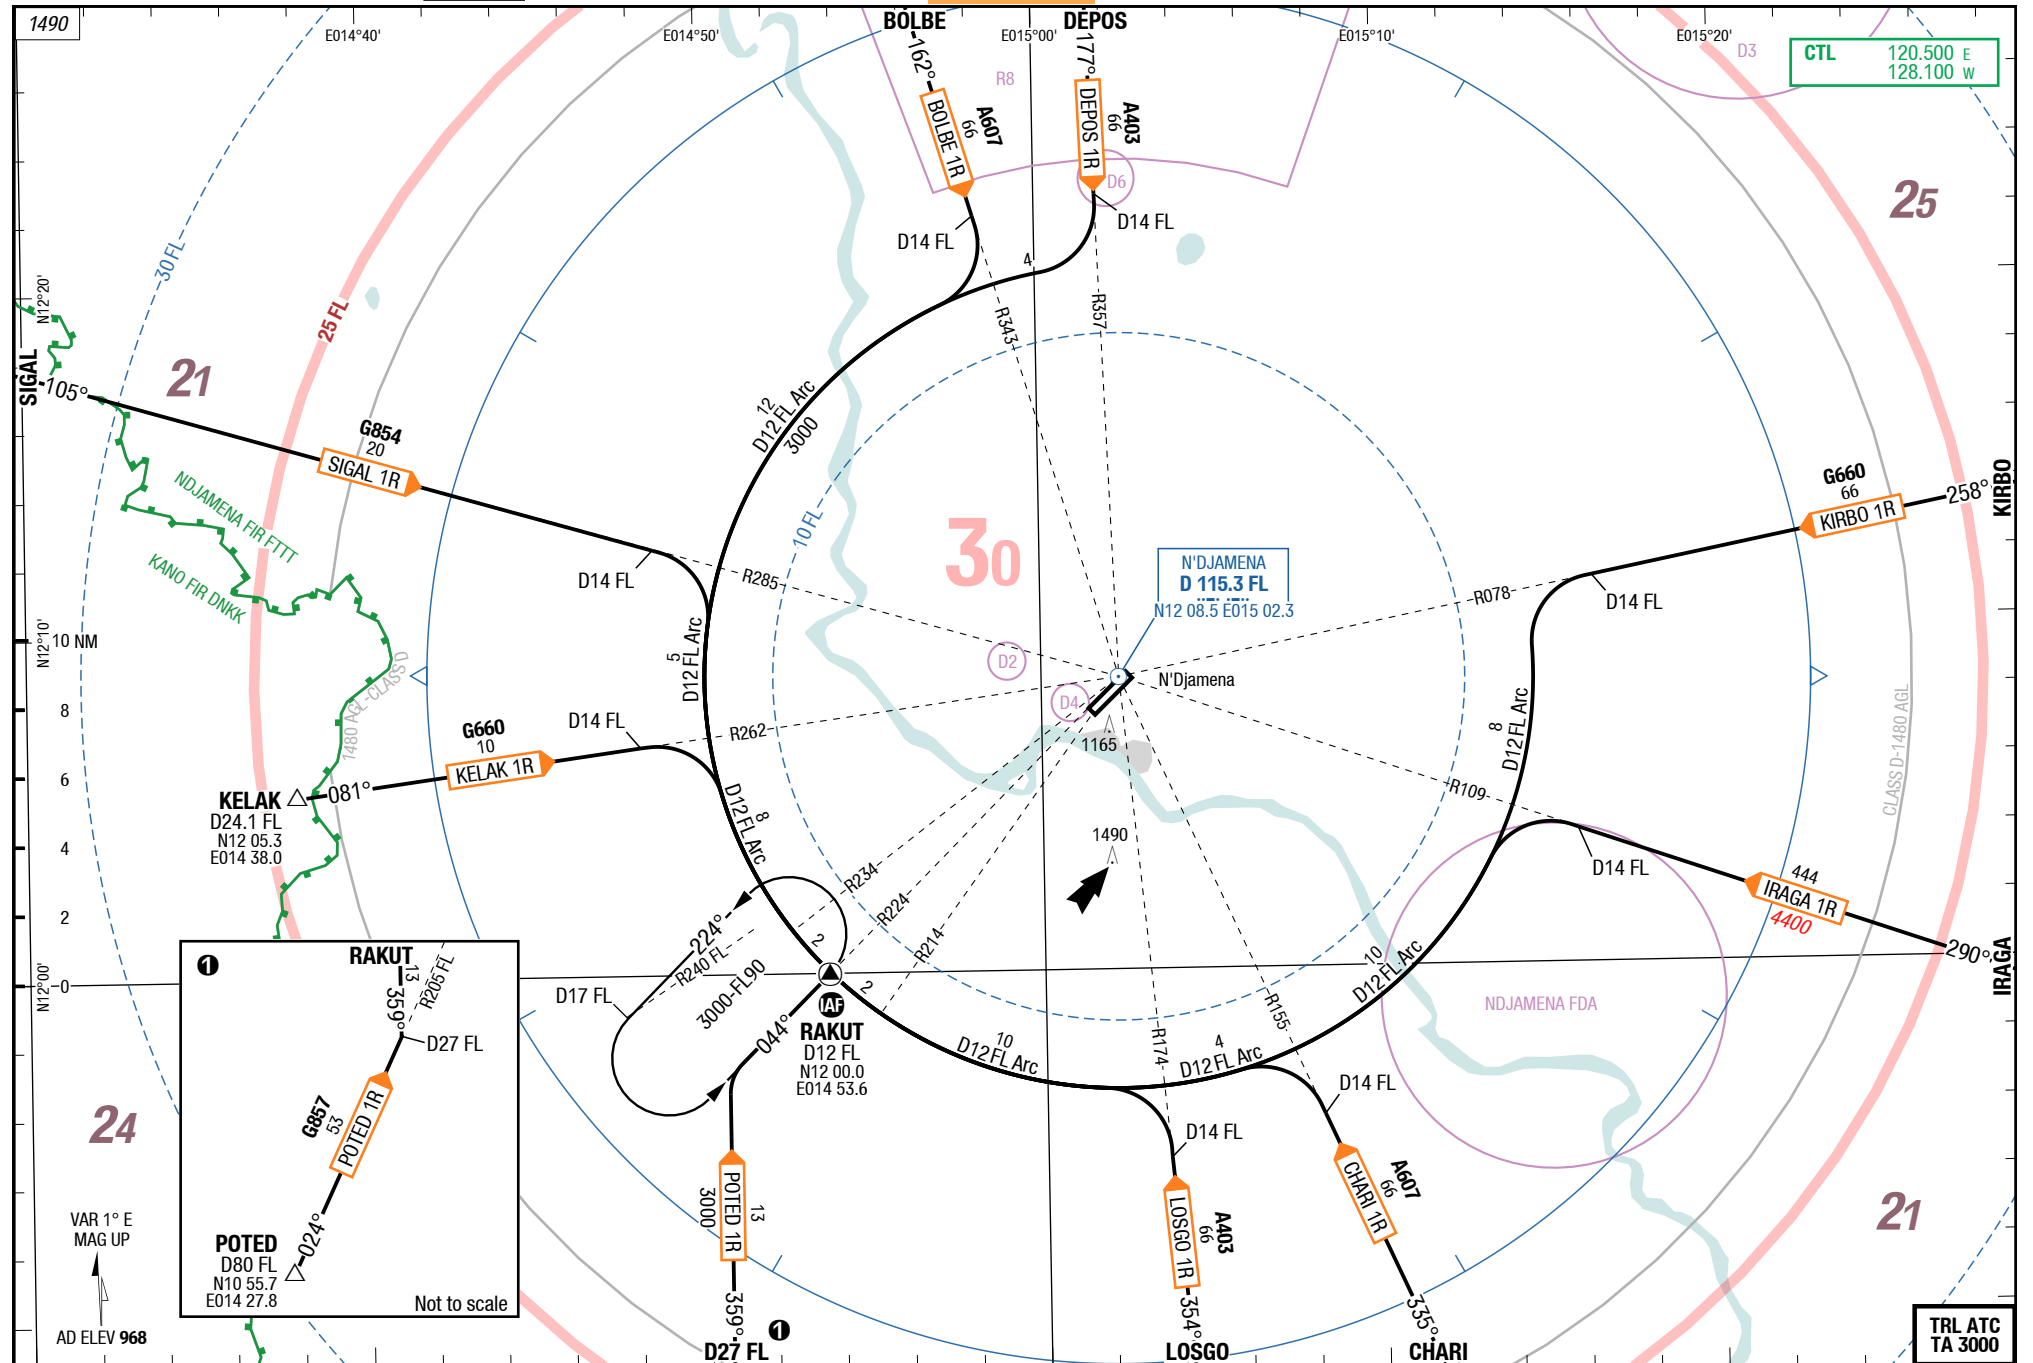 1490
E014°40'
E014°50'
BOLBE
E015°00'
DEPOS
E015°10'
E015°20'
D3
CTL 120.500 E
128.100 W
162°
177°
R8
BOLBE 1R
A607
66
DEPOS 1R
A403
66
D6
25
D14 FL
D14 FL
30 FL
25 FL
N12°20'
4
R343
R357
SIGAL
105°
21
12
D12 FL Arc
3000
G854
20
SIGAL 1R
NDJAMENA FIR FTTT
KANO FIR DNKK
10 FL
30
G660
66
KIRBO 1R
258°
KIRBO
D14 FL
R285
N'DJAMENA
D 115.3 FL
N12 08.5 E015 02.3
R078
D14 FL
N12°10'
10 NM
5
D12 FL Arc
D2
N'Djamena
D4
1480 AGL-CLASS D
CLASS D-1480 AGL
8
D12 FL Arc
8
G660
10
KELAK 1R
D14 FL
R262
1165
6
KELAK
D24.1 FL
N12 05.3
E014 38.0
081°
8
D12 FL Arc
R109
4
1490
D14 FL
444
IRAGA 1R
4400
290°
IRAGA
2
R234
R224
R214
224°
R240 FL
3000-FL90
D17 FL
044°
2
2
IAF
RAKUT
D12 FL
N12 00.0
E014 53.6
10
D12 FL Arc
NDJAMENA FDA
N12°00'
0
1
RAKUT
13
359°
R205 FL
D27 FL
G857
53
POTED 1R
024°
POTED
D80 FL
N10 55.7
E014 27.8
Not to scale
10
D12 FL Arc
R174
R155
4
D12 FL Arc
D14 FL
D14 FL
24
21
POTED 1R
13
3000
359°
1
D27 FL
LOSGO 1R
A403
66
354°
LOSGO
CHARI 1R
A607
66
335°
CHARI
VAR 1° E
MAG UP
AD ELEV 968
TRL ATC
TA 3000